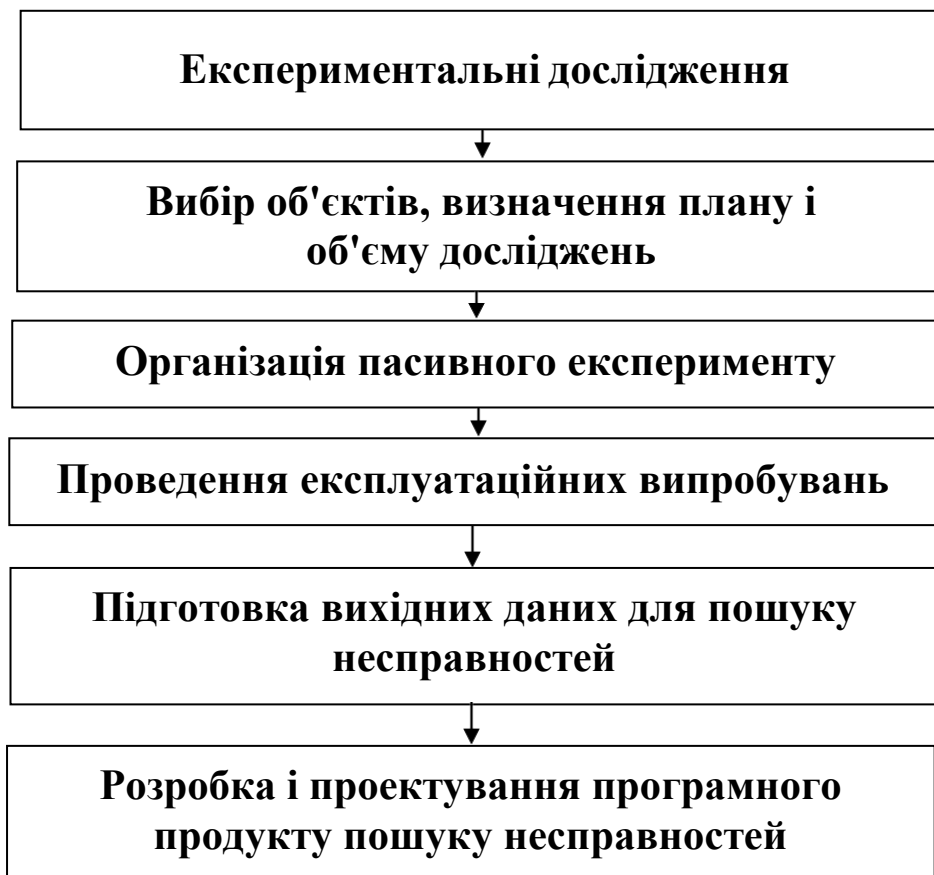 Експериментальні дослідження
Вибір об'єктів, визначення плану і
об'єму досліджень
Організація пасивного експерименту
Проведення експлуатаційних випробувань
Підготовка вихідних даних для пошуку
несправностей
Розробка і проектування програмного
продукту пошуку несправностей